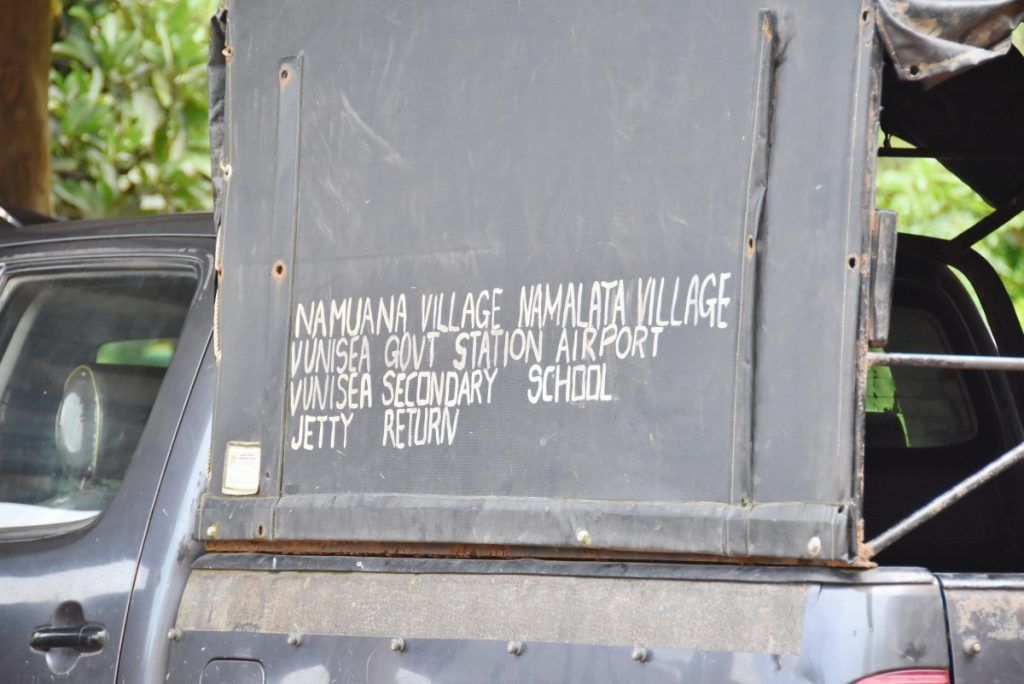 NAMUANA VILLAGE NAMALATA VILLAGE
VUNISEA GOVT STATION AIRPORT
VUNISEA SECONDARY SCHOOL
JETTY RETURN